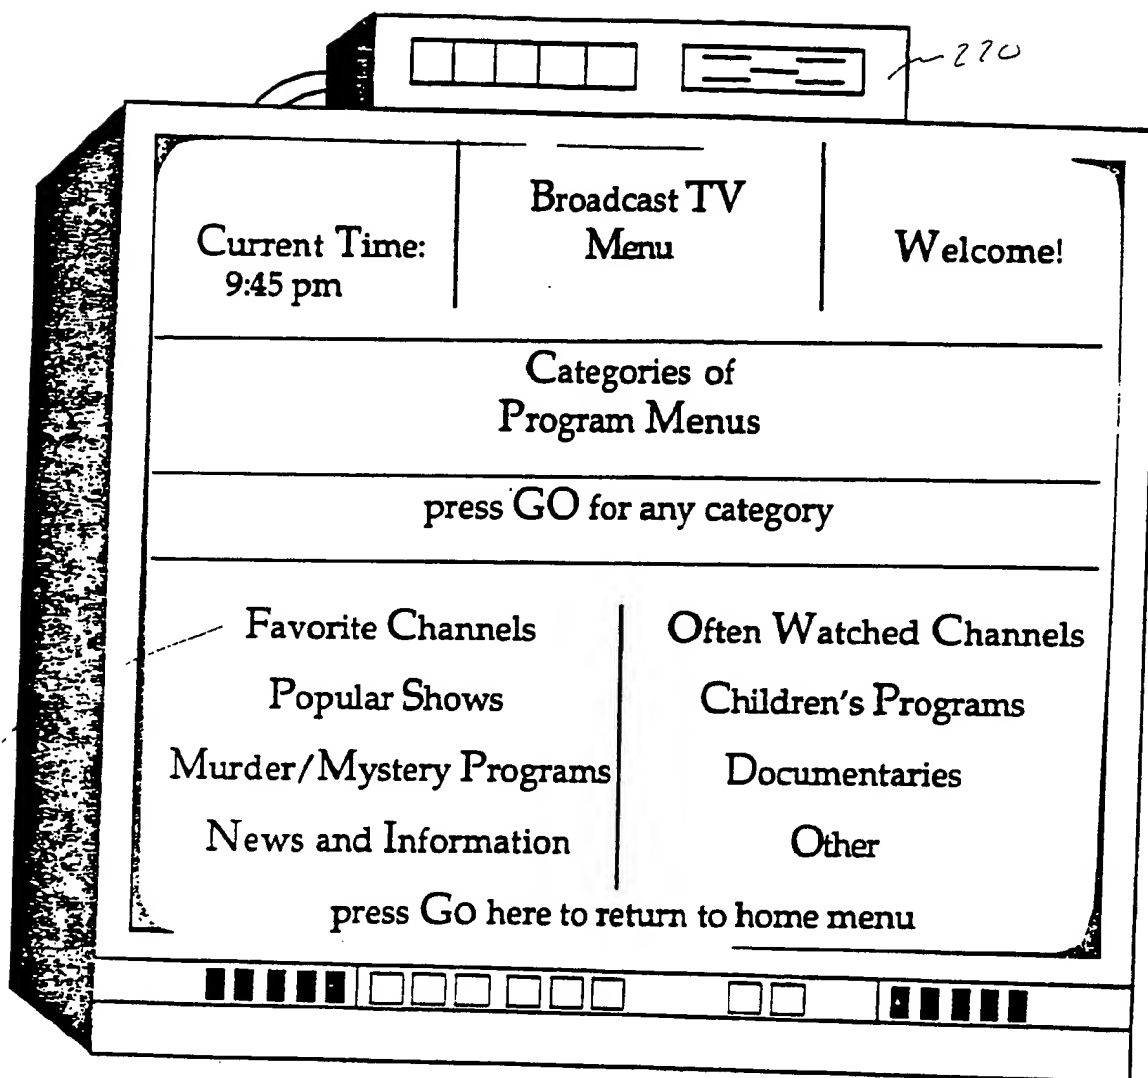 220
Current Time:
9:45 pm
Broadcast TV
Menu
Welcome!
Categories of
Program Menus
press GO for any category
Favorite Channels
Often Watched Channels
Popular Shows
Children's Programs
Murder/Mystery Programs
Documentaries
News and Information
Other
press Go here to return to home menu